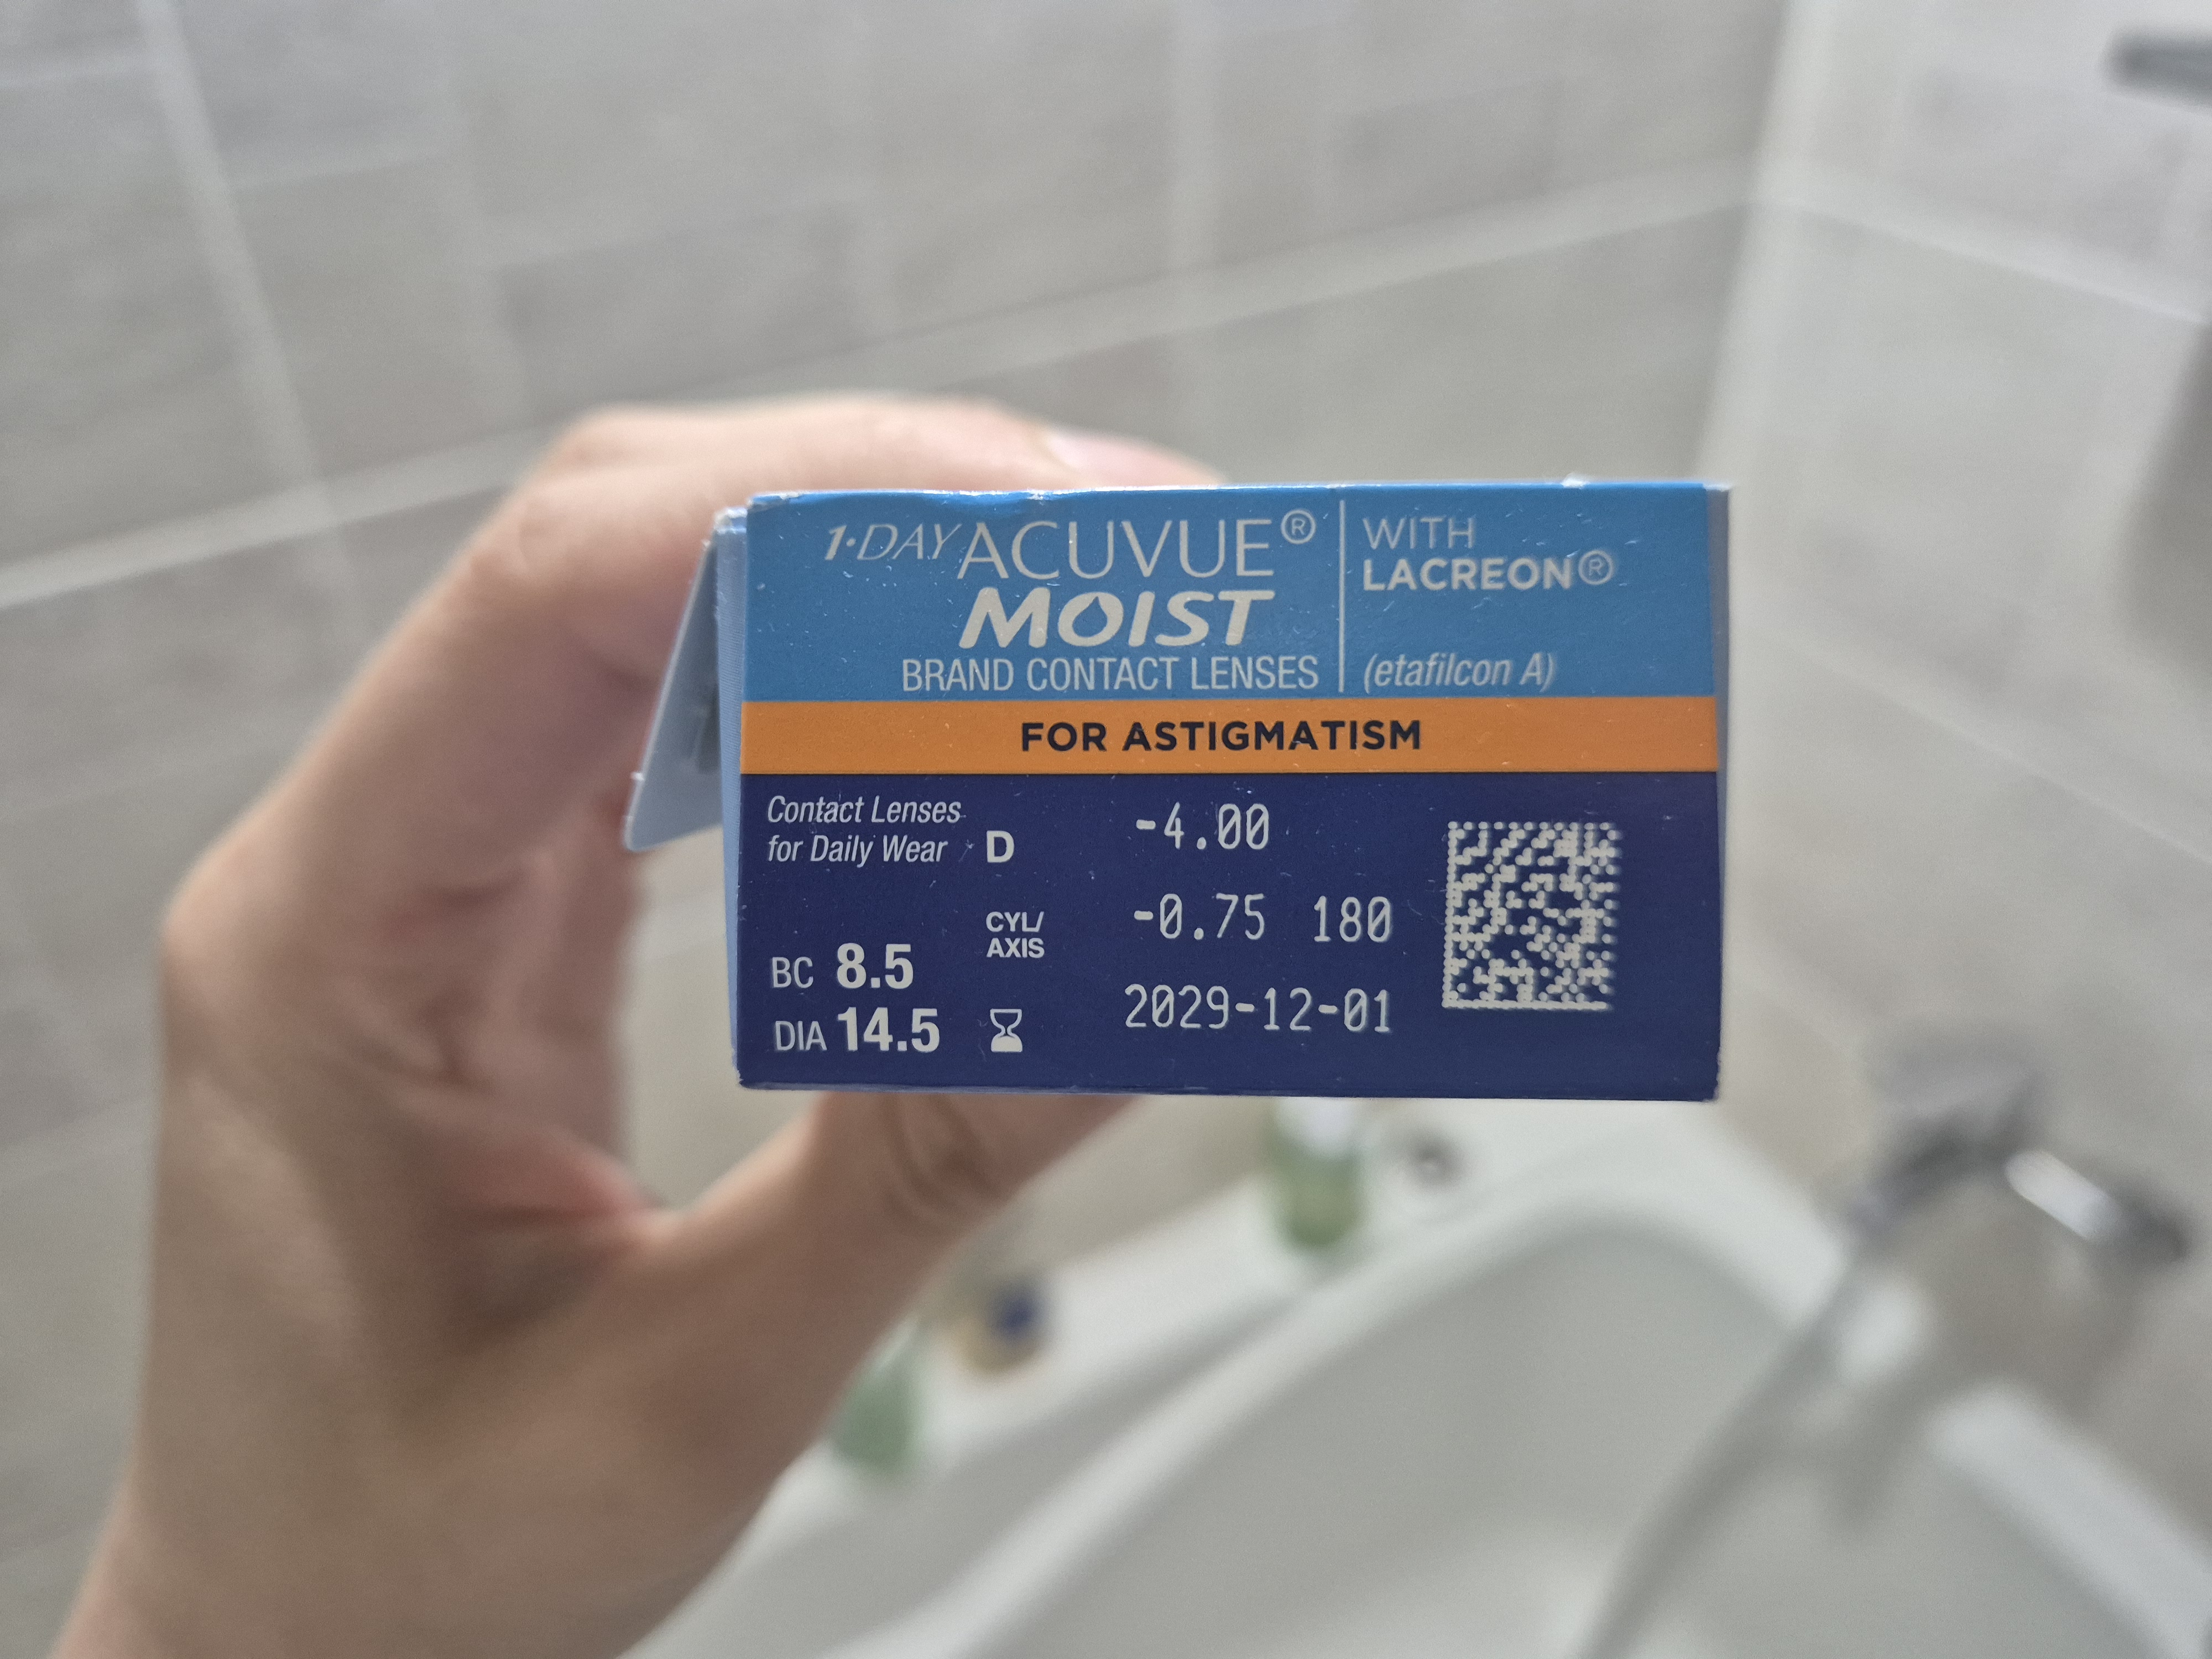 1·DAY ACUVUE®
MOIST
BRAND CONTACT LENSES
WITH
LACREON®
(etafilcon A)
FOR ASTIGMATISM
Contact Lenses
for Daily Wear
D -4.00
CYL/
AXIS
-0.75 180
BC 8.5
DIA 14.5
2029-12-01